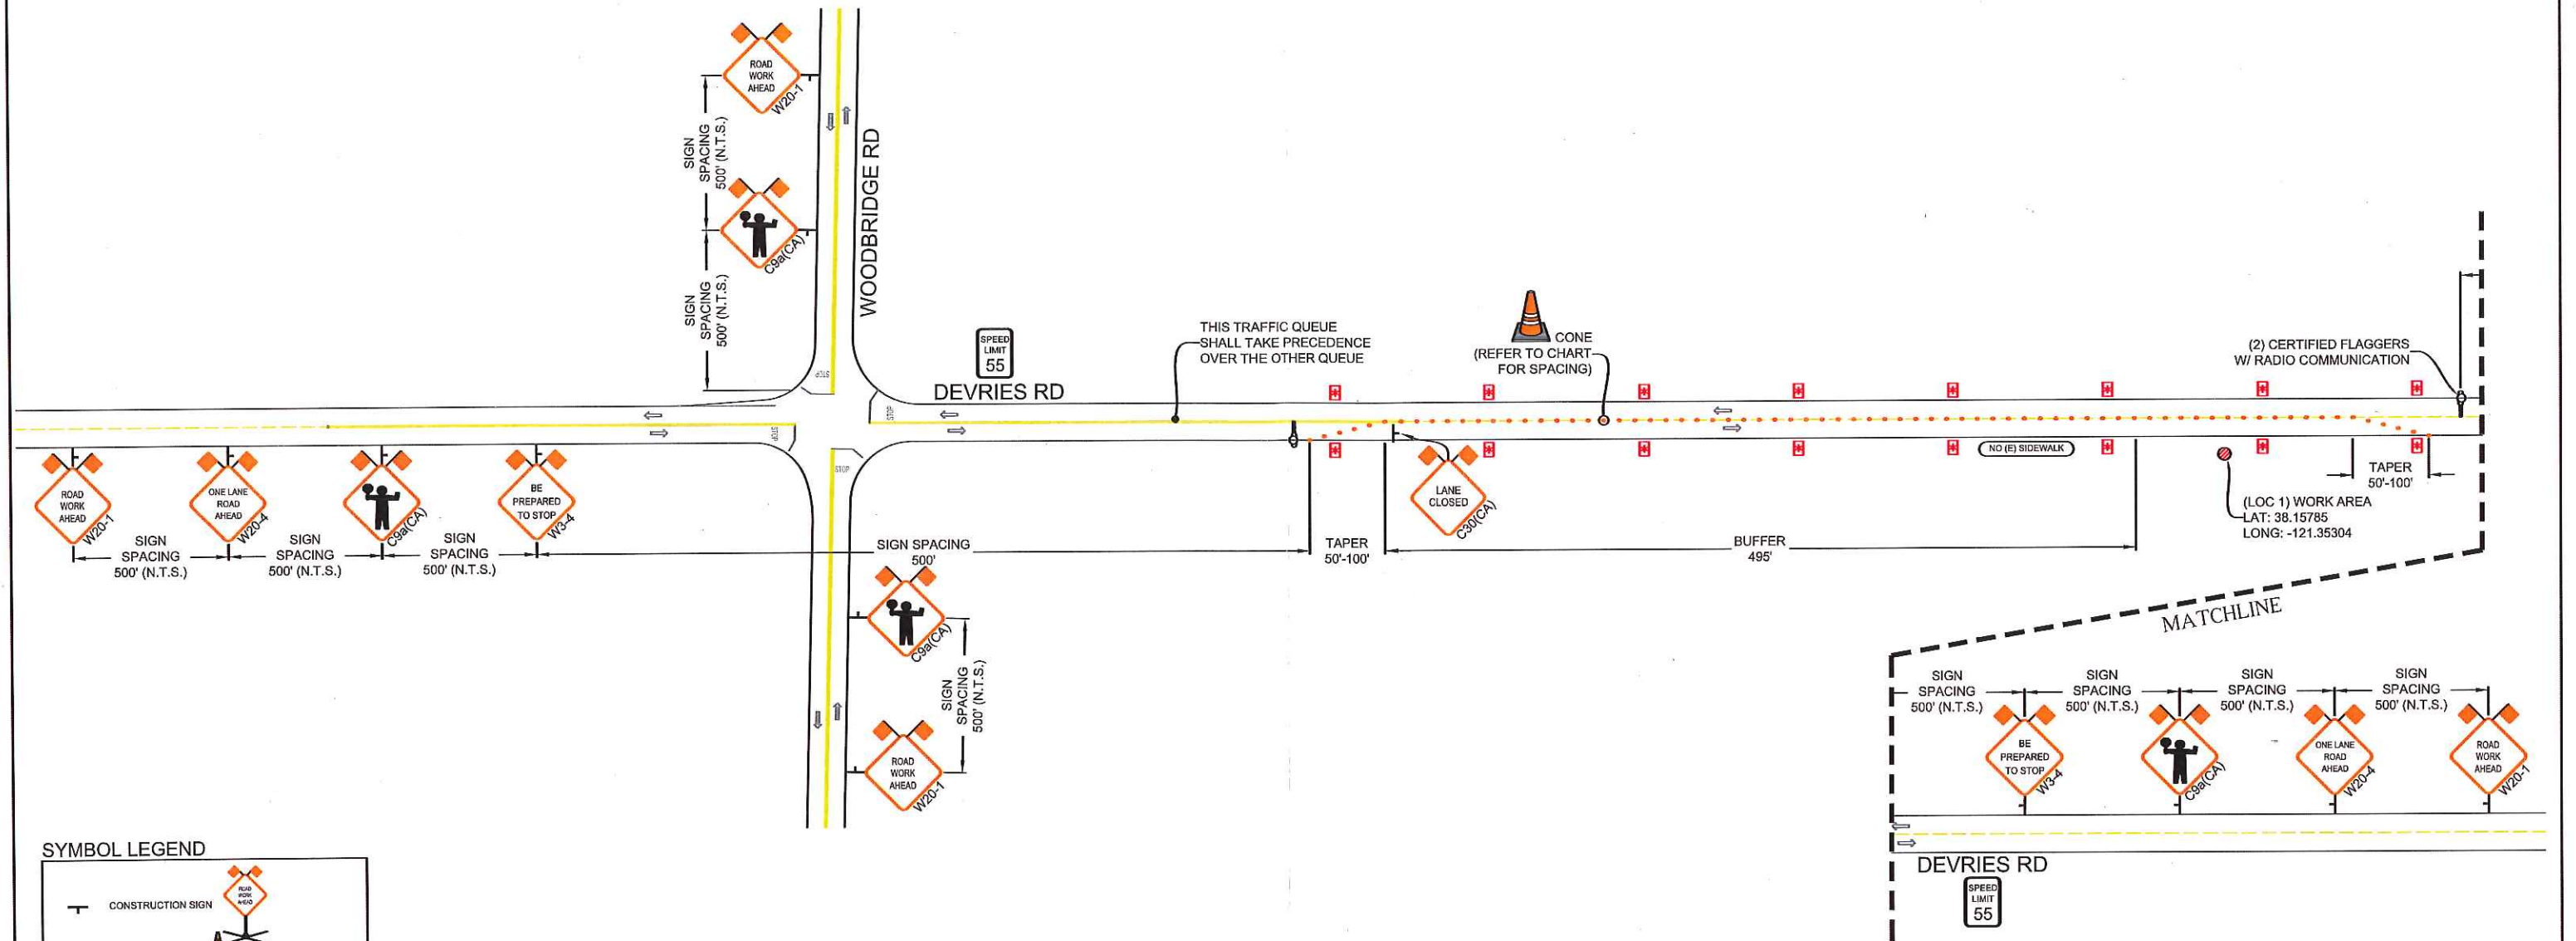 ROAD
WORK
AHEAD
W20-1
SIGN
SPACING
500' (N.T.S.)
C9a(CA)
SIGN
SPACING
500' (N.T.S.)
WOODBRIDGE RD
STOP
SPEED
LIMIT
55
DEVRIES RD
STOP
STOP
STOP
THIS TRAFFIC QUEUE
SHALL TAKE PRECEDENCE
OVER THE OTHER QUEUE
CONE
(REFER TO CHART
FOR SPACING)
(2) CERTIFIED FLAGGERS
W/ RADIO COMMUNICATION
NO (E) SIDEWALK
ROAD
WORK
AHEAD
W20-1
ONE LANE
ROAD
AHEAD
W20-4
C9a(CA)
BE
PREPARED
TO STOP
W3-4
SIGN
SPACING
500' (N.T.S.)
SIGN
SPACING
500' (N.T.S.)
SIGN
SPACING
500' (N.T.S.)
SIGN SPACING
500'
TAPER
50'-100'
LANE
CLOSED
C30(CA)
BUFFER
495'
TAPER
50'-100'
(LOC 1) WORK AREA
LAT: 38.15785
LONG: -121.35304
C9a(CA)
SIGN
SPACING
500' (N.T.S.)
ROAD
WORK
AHEAD
W20-1
MATCHLINE
SIGN
SPACING
500' (N.T.S.)
SIGN
SPACING
500' (N.T.S.)
SIGN
SPACING
500' (N.T.S.)
SIGN
SPACING
500' (N.T.S.)
BE
PREPARED
TO STOP
W3-4
C9a(CA)
ONE LANE
ROAD
AHEAD
W20-4
ROAD
WORK
AHEAD
W20-1
DEVRIES RD
SPEED
LIMIT
55
SYMBOL LEGEND
CONSTRUCTION SIGN
ROAD
WORK
AHEAD